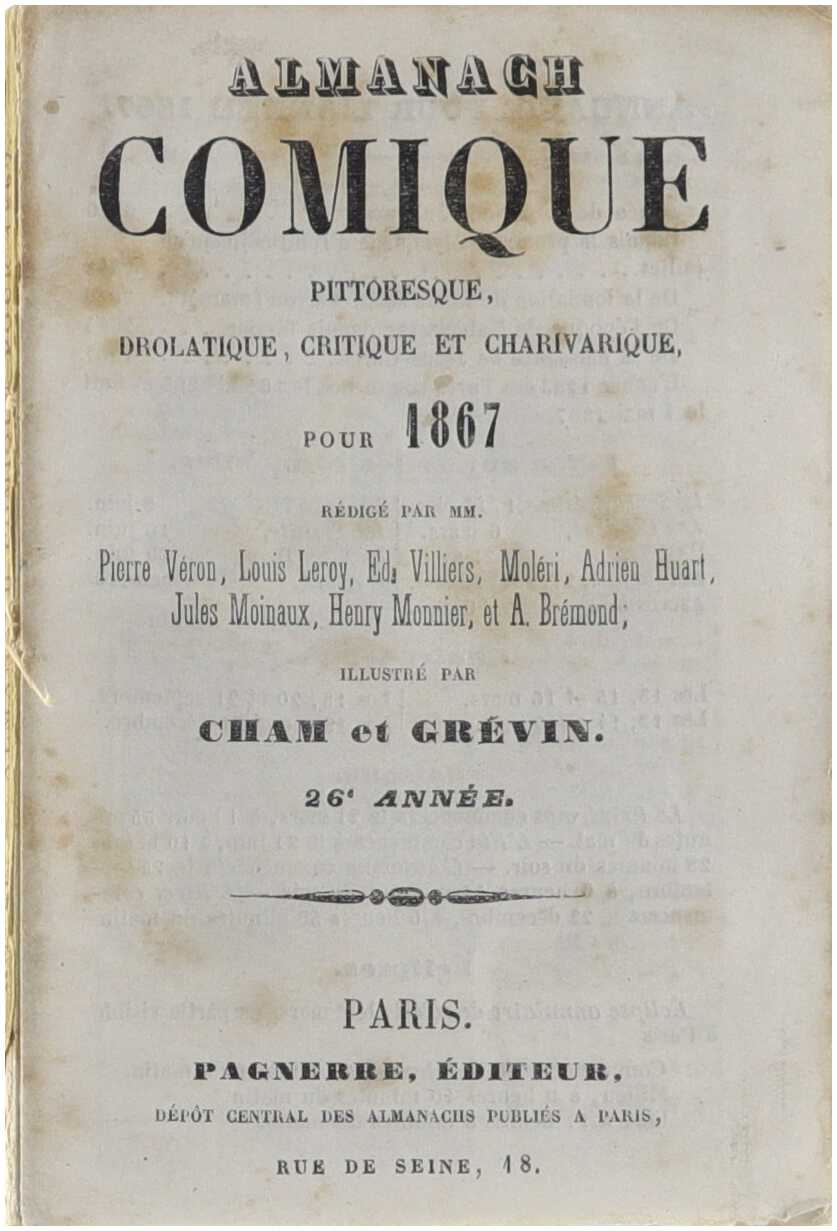 ALMANACH
COMIQUE
PITTORESQUE,
DROLATIQUE, CRITIQUE ET CHARIVARIQUE,
POUR 1867
RÉDIGÉ PAR MM.
Pierre Véron, Louis Leroy, Ed. Villiers, Moléri, Adrien Huart,
Jules Moinaux, Henry Monnier, et A. Brémond;
ILLUSTRÉ PAR
CHAM et GRÉVIN.
26e ANNÉE.
PARIS.
PAGNERRE, ÉDITEUR,
DÉPÔT CENTRAL DES ALMANACHS PUBLIÉS A PARIS,
RUE DE SEINE, 18.